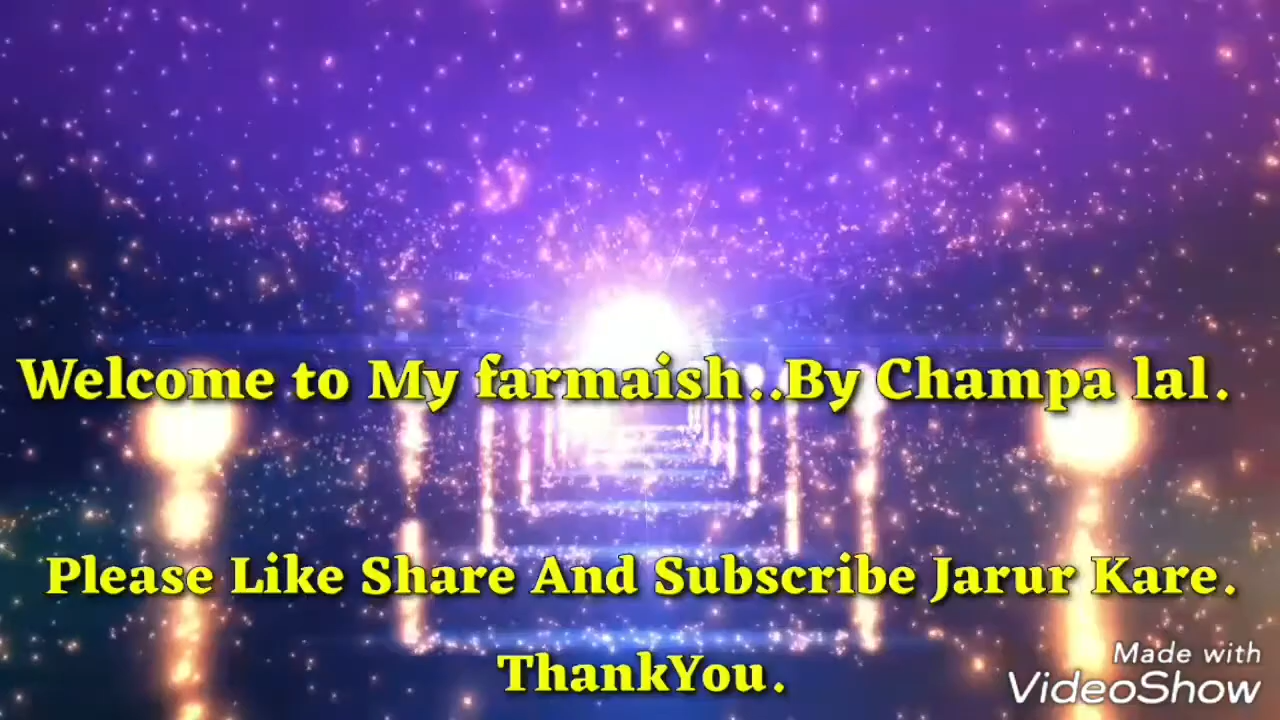 Welcome to My farmaish..By Champa lal.
Please Like Share And Subscribe Jarur Kare.
ThankYou.
Made with
VideoShow